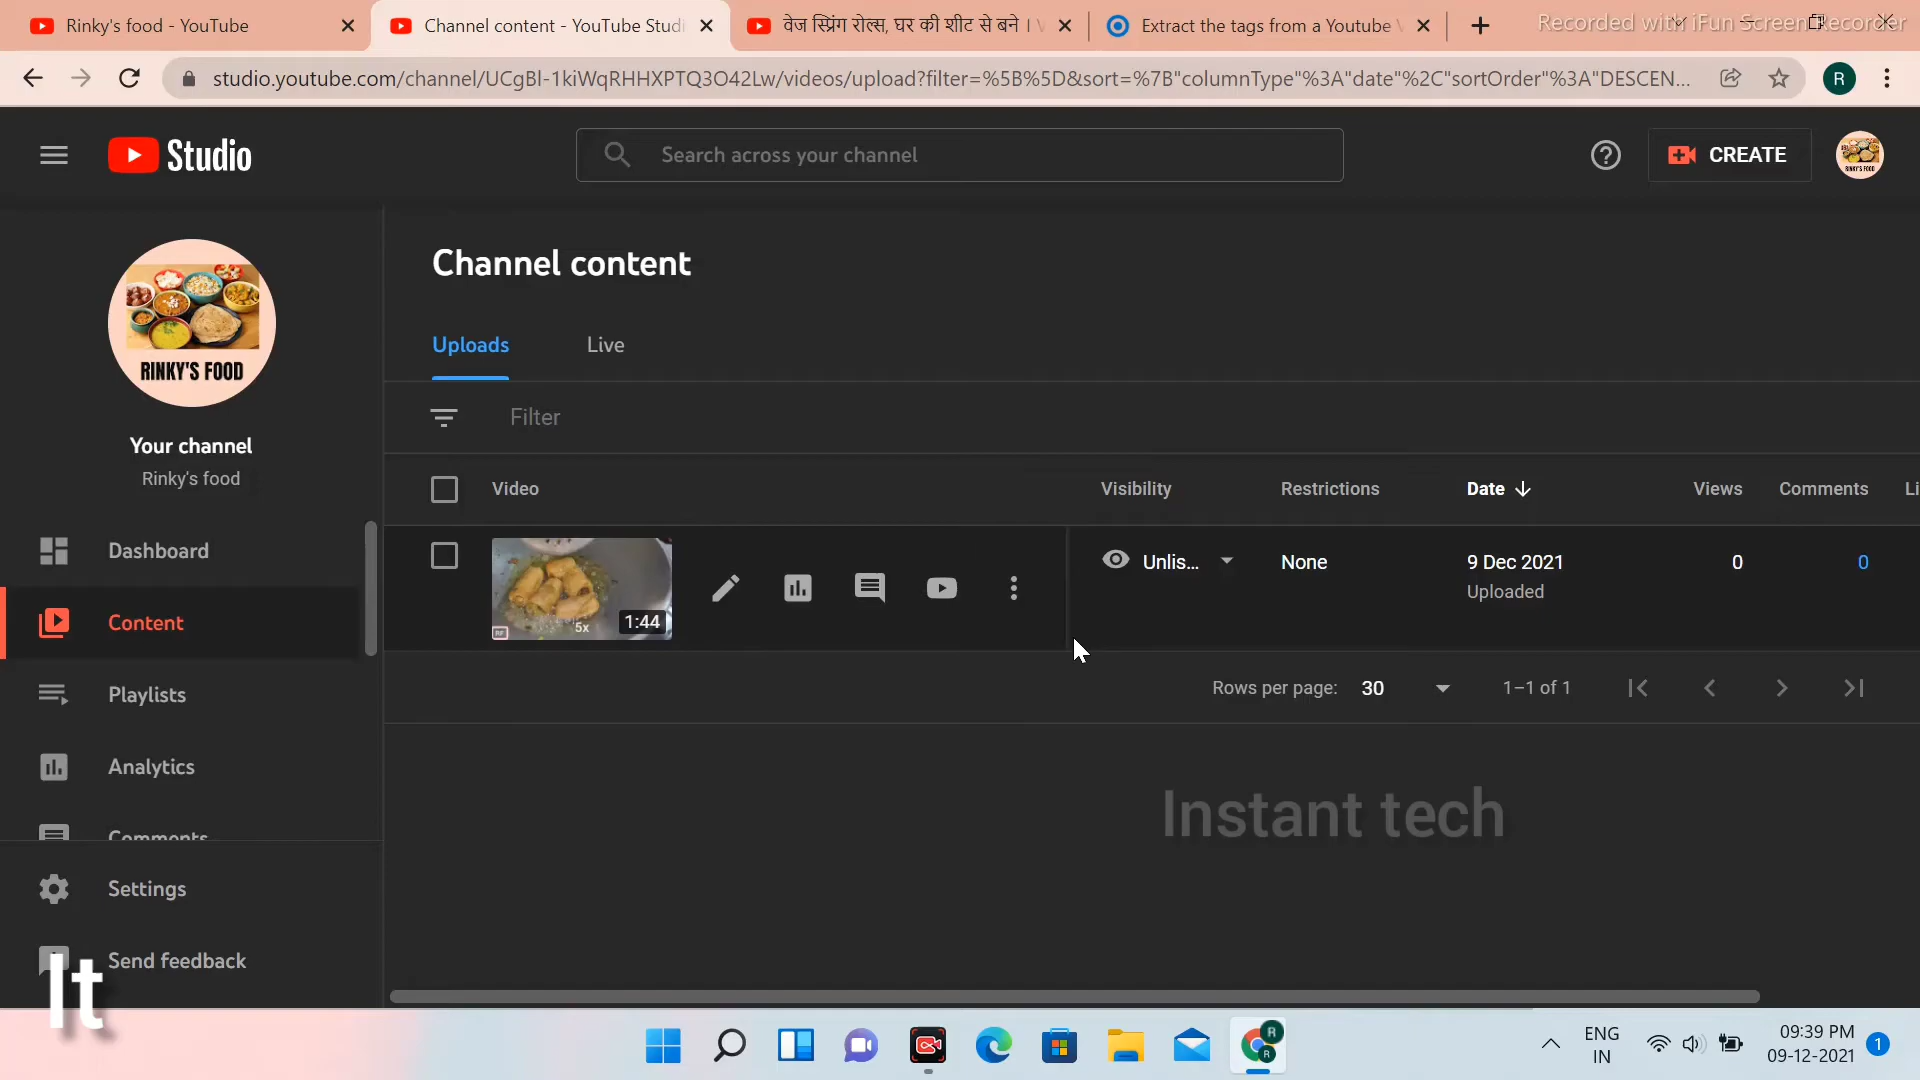 Rinky's food - YouTube
Channel content - YouTube Studi
वेज स्प्रिंग रोल्स, घर की शीट से बने । V
Extract the tags from a Youtube V
Recorded with iFun Screen Recorder
studio.youtube.com/channel/UCgBl-1kiWqRHHXPTQ3O42Lw/videos/upload?filter=%5B%5D&sort=%7B"columnType"%3A"date"%2C"sortOrder"%3A"DESCEN...
R
Studio
Search across your channel
CREATE
RINKY'S FOOD
Your channel
Rinky's food
Dashboard
Content
Playlists
Analytics
Comments
Settings
Send feedback
It
Channel content
Uploads
Live
Filter
Video
Visibility
Restrictions
Date
Views
Comments
Li
RF
5x
1:44
Unlis...
None
9 Dec 2021
Uploaded
0
0
Rows per page:
30
1–1 of 1
Instant tech
R
R
ENG
IN
09:39 PM
09-12-2021
1